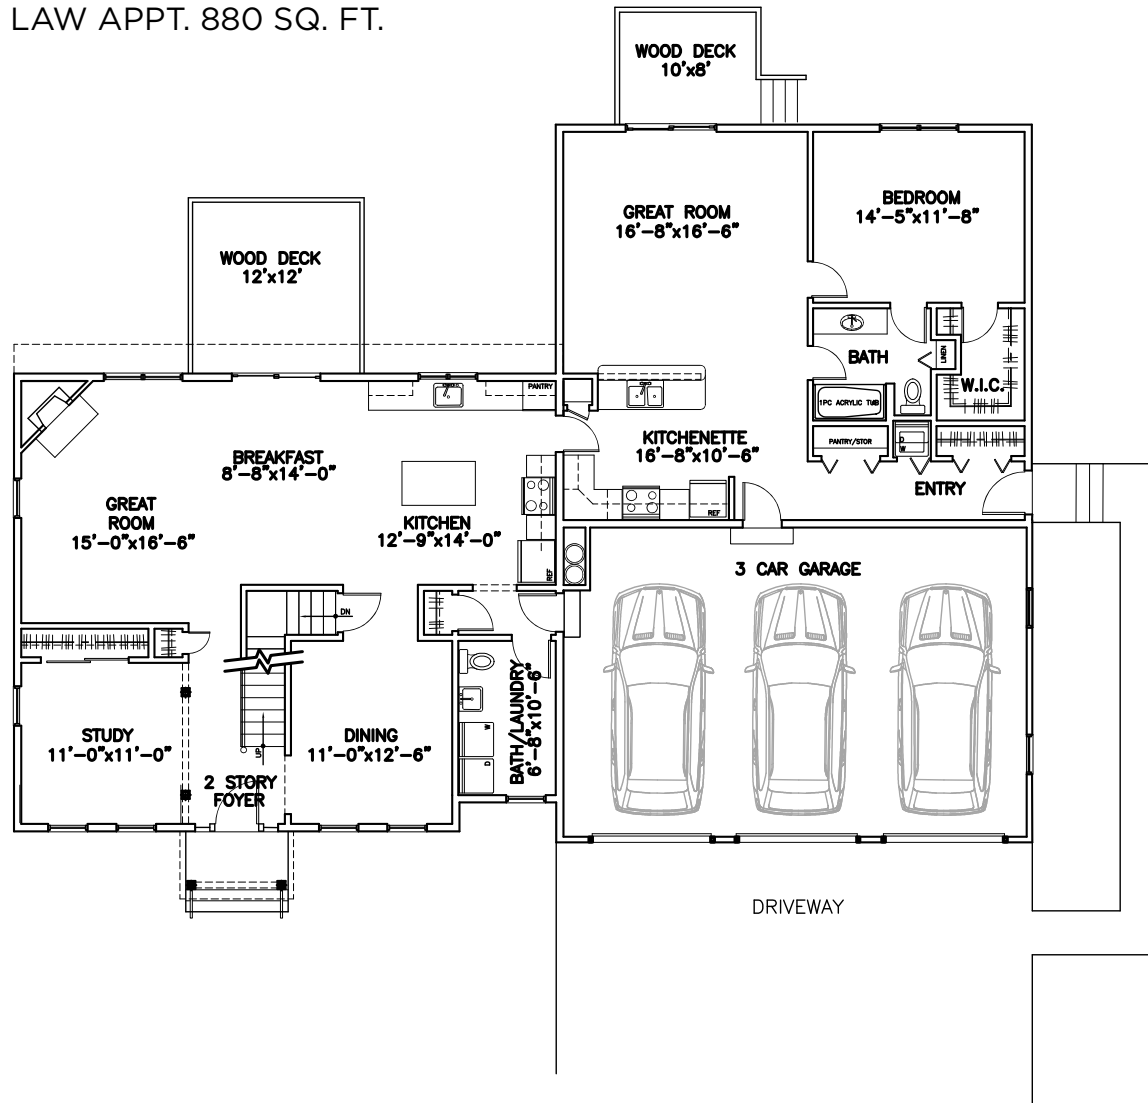 LAW APPT. 880 SQ. FT.
WOOD DECK
10'x8'
GREAT ROOM
16'-8"x16'-6"
BEDROOM
14'-5"x11'-8"
WOOD DECK
12'x12'
BATH
LINEN
W.I.C.
1PC ACRYLIC TUB
PANTRY
KITCHENETTE
16'-8"x10'-6"
PANTRY/STOR
D
W
ENTRY
REF
BREAKFAST
8'-8"x14'-0"
GREAT
ROOM
15'-0"x16'-6"
KITCHEN
12'-9"x14'-0"
REF
3 CAR GARAGE
DN
STUDY
11'-0"x11'-0"
UP
DINING
11'-0"x12'-6"
BATH/LAUNDRY
6'-8"x10'-6"
W
D
2 STORY
FOYER
DRIVEWAY